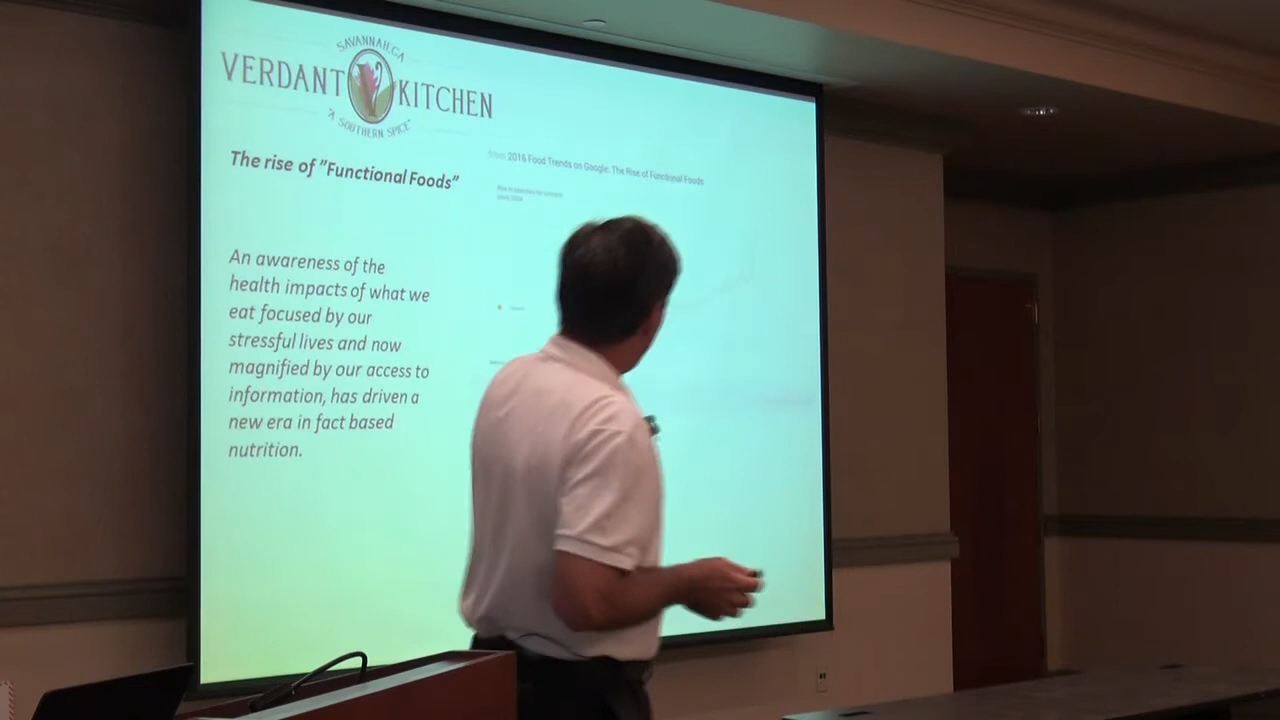 SAVANNAH, GA
VERDANT KITCHEN
"A SOUTHERN SPICE"
The rise of "Functional Foods"
from 2016 Food Trends on Google: The Rise of Functional Foods
An awareness of the
health impacts of what we
eat focused by our
stressful lives and now
magnified by our access to
information, has driven a
new era in fact based
nutrition.